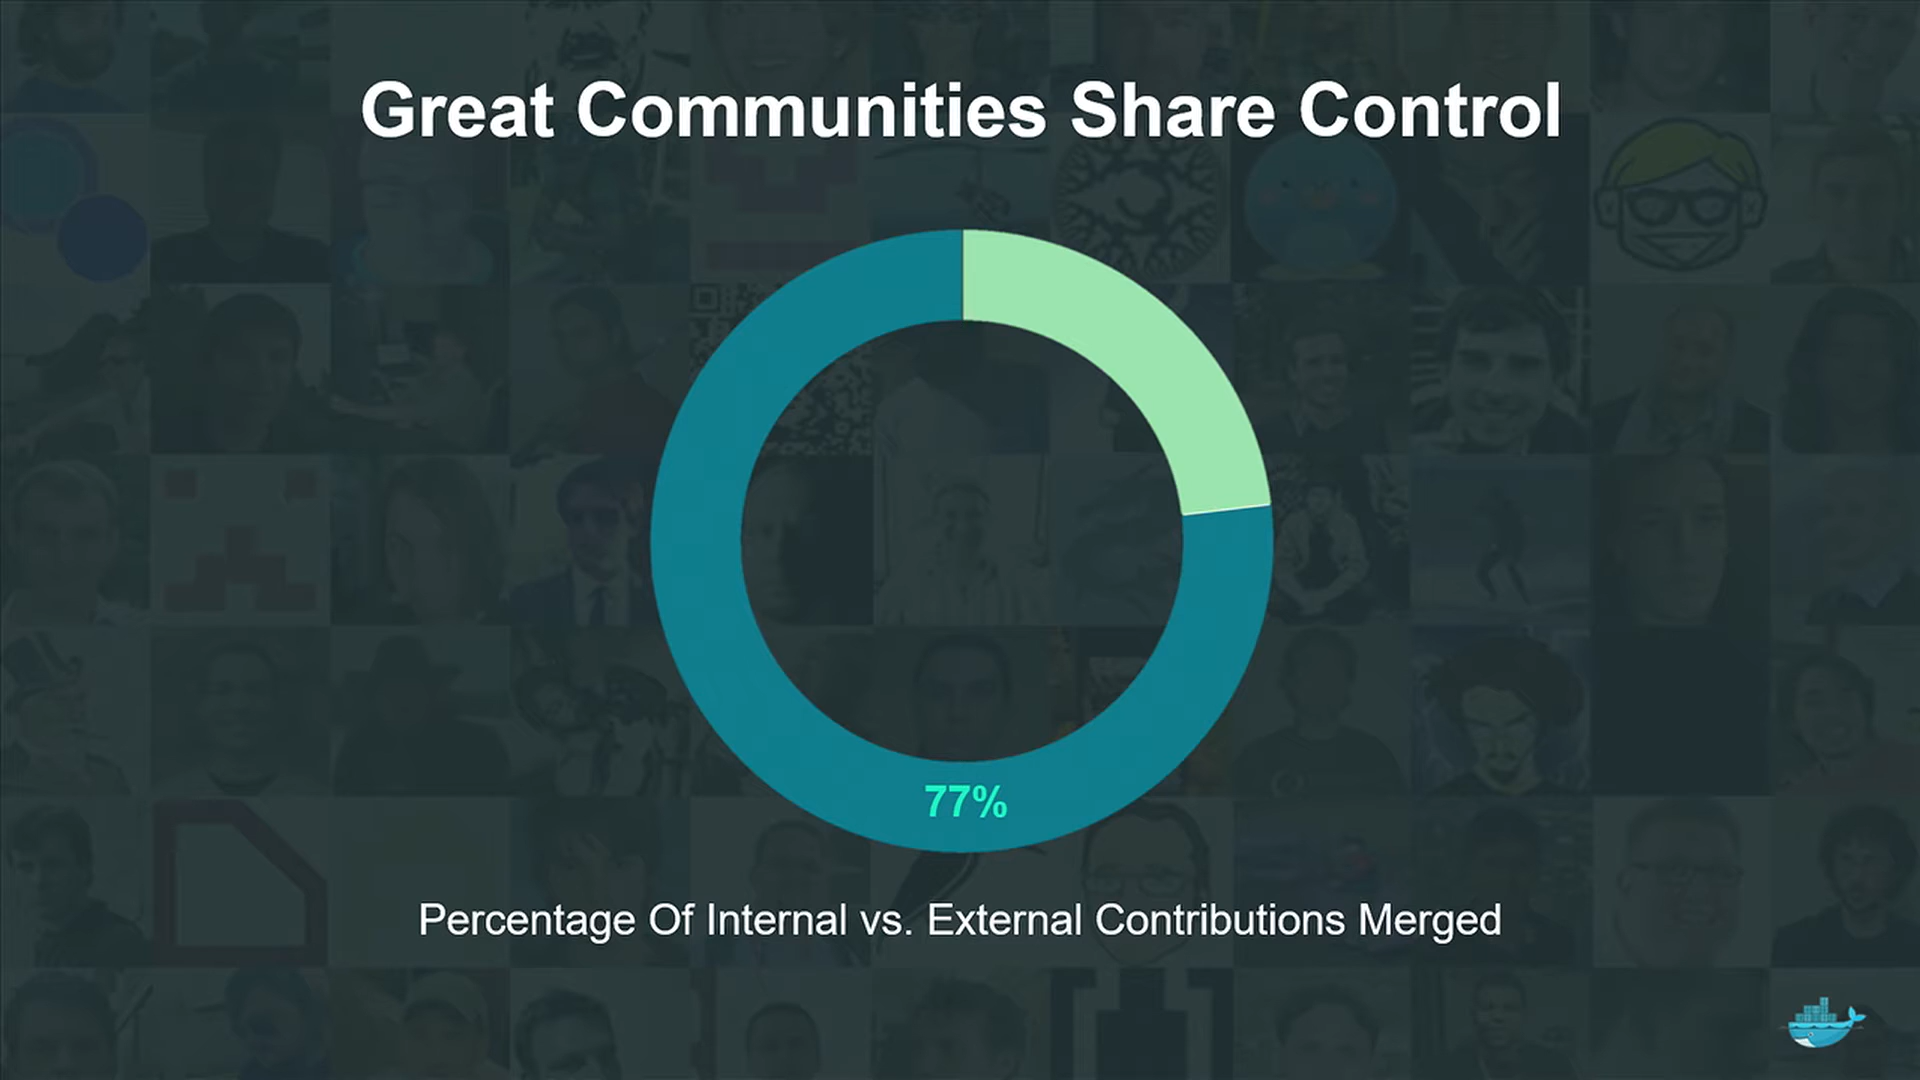 Great Communities Share Control
77%
Percentage Of Internal vs. External Contributions Merged